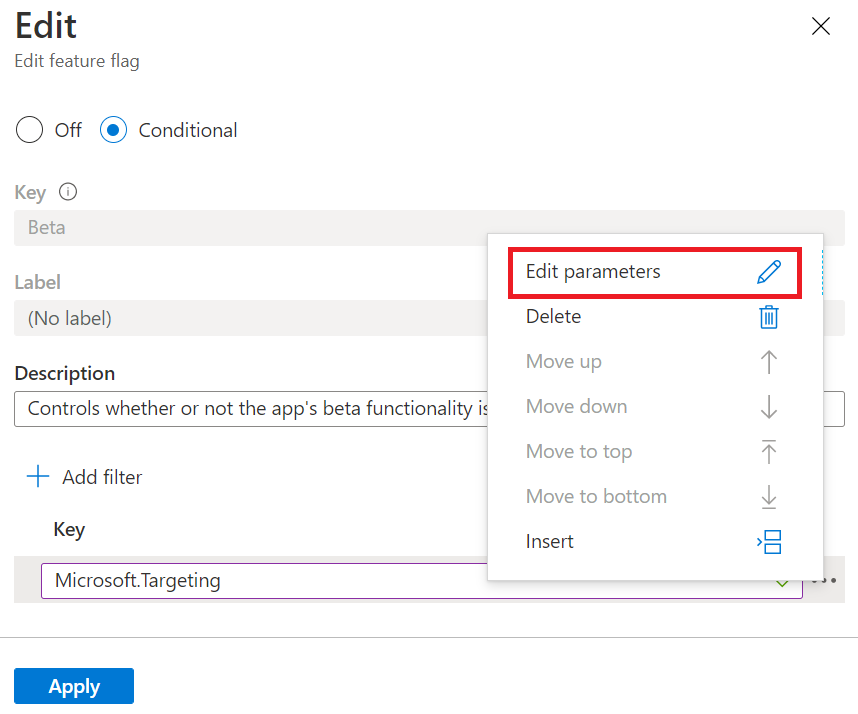 Edit
Edit feature flag
Off
Conditional
Key
Beta
Label
(No label)
Description
Controls whether or not the app's beta functionality is
Add filter
Key
Microsoft.Targeting
Edit parameters
Delete
Move up
Move down
Move to top
Move to bottom
Insert
Apply